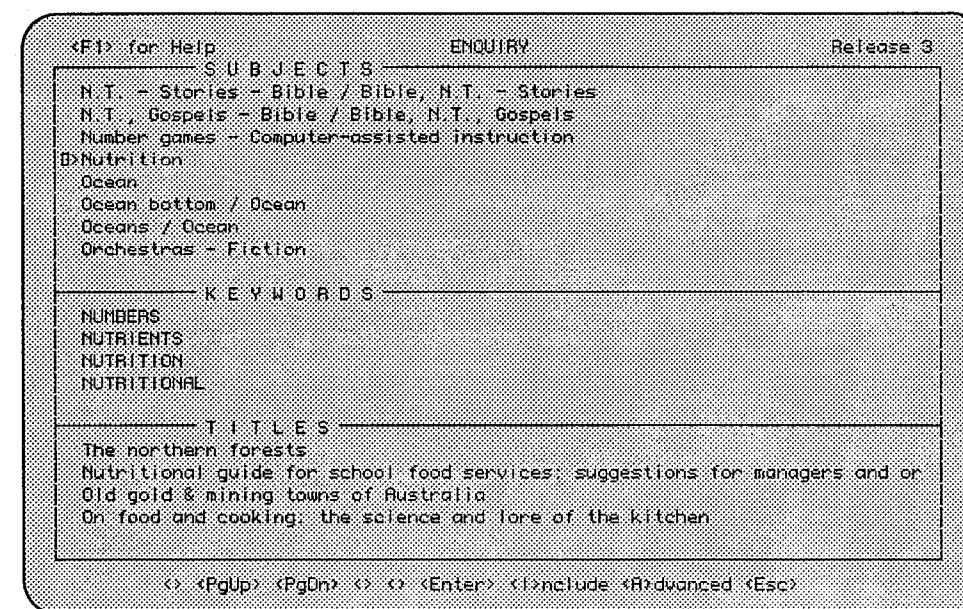 <F1> for Help ENQUIRY Release 3
S U B J E C T S
N.T. - Stories - Bible / Bible, N.T. - Stories
N.T., Gospels - Bible / Bible, N.T., Gospels
Number games - Computer-assisted instruction
Nutrition
Ocean
Ocean bottom / Ocean
Oceans / Ocean
Orchestras - Fiction
K E Y W O R D S
NUMBERS
NUTRIENTS
NUTRITION
NUTRITIONAL
T I T L E S
The northern forests
Nutritional guide for school food services: suggestions for managers and or
Old gold & mining towns of Australia
On food and cooking: the science and lore of the kitchen
<> <PgUp> <PgDn> <> <> <Enter> <I>nclude <A>dvanced <Esc>